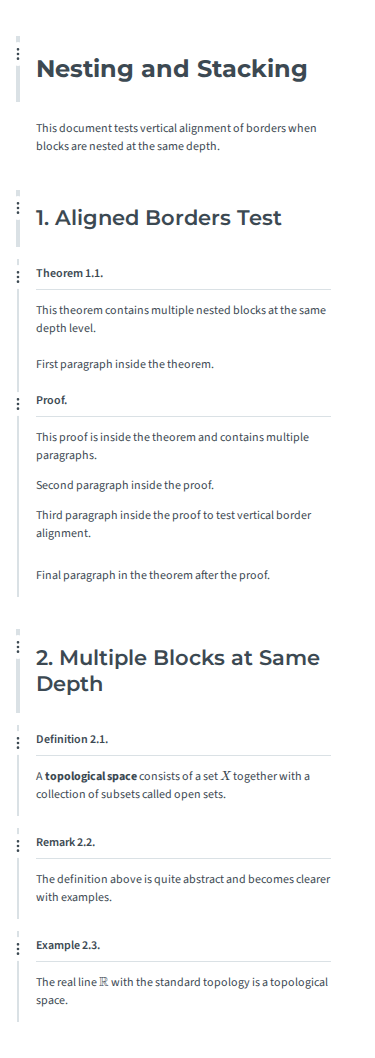 Nesting and Stacking
This document tests vertical alignment of borders when
blocks are nested at the same depth.
1. Aligned Borders Test
Theorem 1.1.
This theorem contains multiple nested blocks at the same
depth level.
First paragraph inside the theorem.
Proof.
This proof is inside the theorem and contains multiple
paragraphs.
Second paragraph inside the proof.
Third paragraph inside the proof to test vertical border
alignment.
Final paragraph in the theorem after the proof.
2. Multiple Blocks at Same
Depth
Definition 2.1.
A topological space consists of a set X together with a
collection of subsets called open sets.
Remark 2.2.
The definition above is quite abstract and becomes clearer
with examples.
Example 2.3.
The real line ℝ with the standard topology is a topological
space.